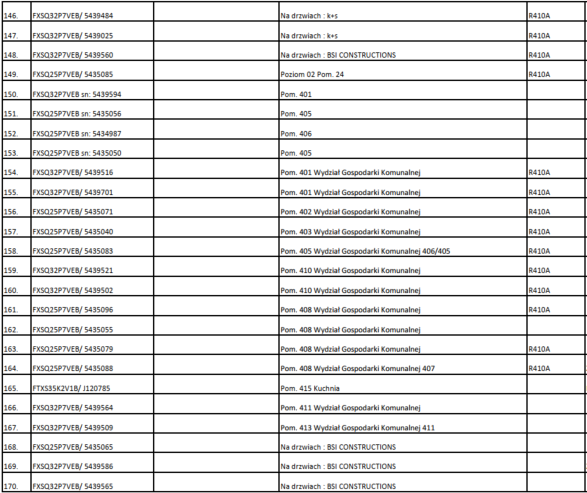 146. FXSQ32P7VEB/ 5439484 Na drzwiach : k+s R410A
147. FXSQ32P7VEB/ 5439025 Na drzwiach : k+s R410A
148. FXSQ32P7VEB/ 5439560 Na drzwiach : BSI CONSTRUCTIONS R410A
149. FXSQ25P7VEB/ 5435085 Poziom 02 Pom. 24 R410A
150. FXSQ32P7VEB sn: 5439594 Pom. 401
151. FXSQ25P7VEB sn: 5435056 Pom. 405
152. FXSQ25P7VEB sn: 5434987 Pom. 406
153. FXSQ25P7VEB sn: 5435050 Pom. 405
154. FXSQ32P7VEB/ 5439516 Pom. 401 Wydział Gospodarki Komunalnej R410A
155. FXSQ32P7VEB/ 5439701 Pom. 401 Wydział Gospodarki Komunalnej R410A
156. FXSQ25P7VEB/ 5435071 Pom. 402 Wydział Gospodarki Komunalnej R410A
157. FXSQ25P7VEB/ 5435040 Pom. 403 Wydział Gospodarki Komunalnej R410A
158. FXSQ25P7VEB/ 5435083 Pom. 405 Wydział Gospodarki Komunalnej 406/405 R410A
159. FXSQ32P7VEB/ 5439521 Pom. 410 Wydział Gospodarki Komunalnej R410A
160. FXSQ32P7VEB/ 5439502 Pom. 410 Wydział Gospodarki Komunalnej R410A
161. FXSQ25P7VEB/ 5435096 Pom. 408 Wydział Gospodarki Komunalnej R410A
162. FXSQ25P7VEB/ 5435055 Pom. 408 Wydział Gospodarki Komunalnej
163. FXSQ25P7VEB/ 5435079 Pom. 408 Wydział Gospodarki Komunalnej R410A
164. FXSQ25P7VEB/ 5435088 Pom. 408 Wydział Gospodarki Komunalnej 407 R410A
165. FTXS35K2V1B/ J120785 Pom. 415 Kuchnia
166. FXSQ32P7VEB/ 5439564 Pom. 411 Wydział Gospodarki Komunalnej
167. FXSQ32P7VEB/ 5439509 Pom. 413 Wydział Gospodarki Komunalnej 411
168. FXSQ25P7VEB/ 5435065 Na drzwiach : BSI CONSTRUCTIONS
169. FXSQ32P7VEB/ 5439586 Na drzwiach : BSI CONSTRUCTIONS
170. FXSQ32P7VEB/ 5439565 Na drzwiach : BSI CONSTRUCTIONS